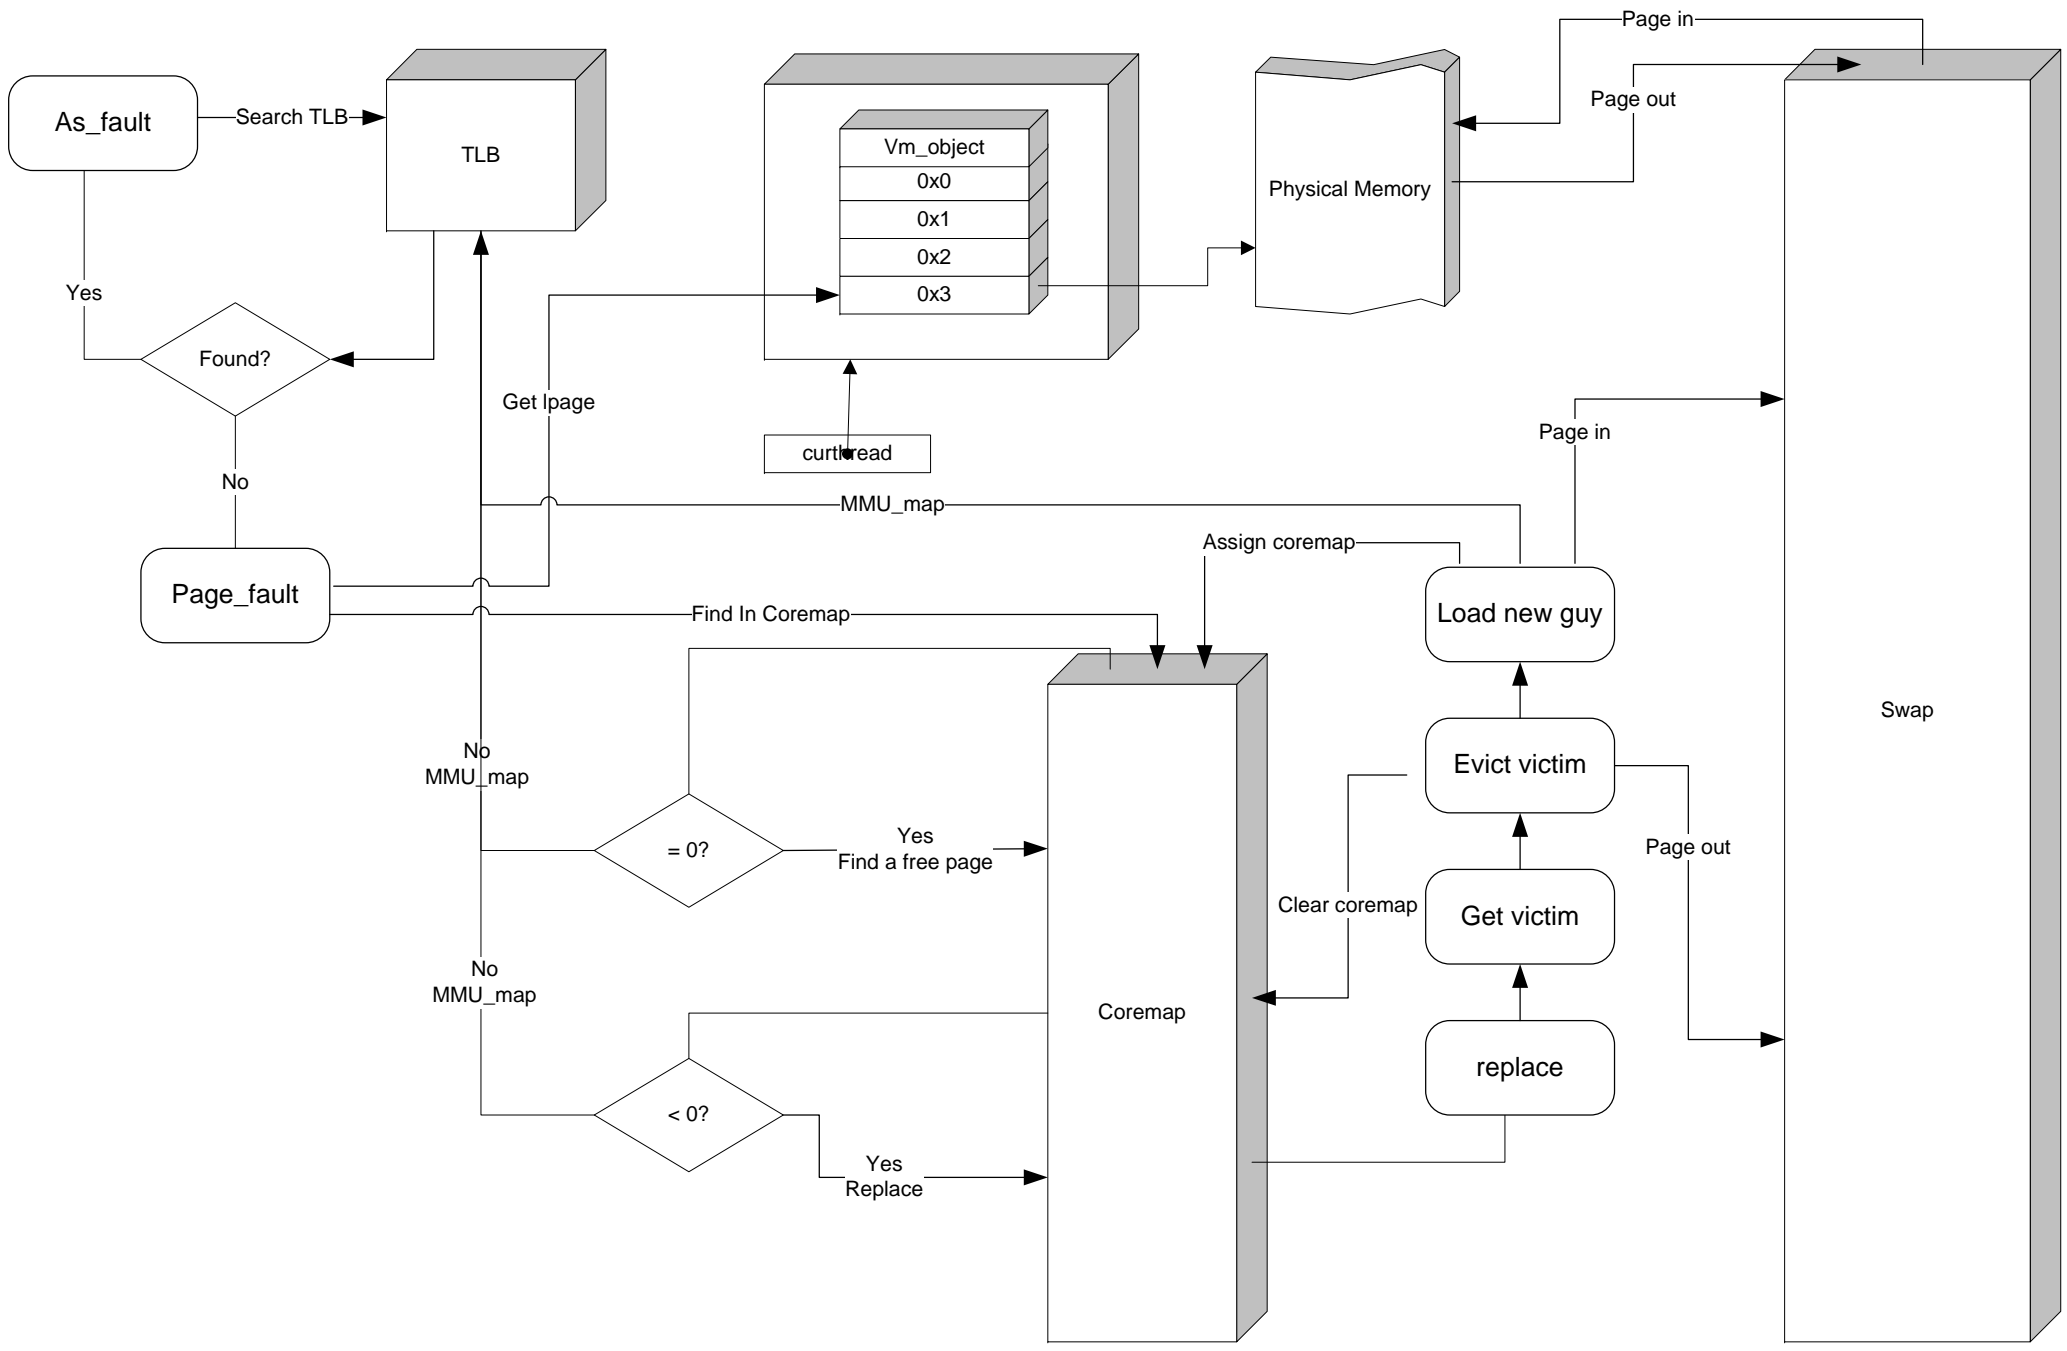 Page in
Page out
As_fault
Search TLB
TLB
Vm_object
0x0
0x1
0x2
0x3
Physical Memory
Yes
Found?
Get lpage
curthread
Page in
No
MMU_map
Assign coremap
Page_fault
Find In Coremap
Load new guy
Swap
No
MMU_map
Evict victim
= 0?
Yes
Find a free page
Page out
Clear coremap
Get victim
No
MMU_map
Coremap
replace
< 0?
Yes
Replace